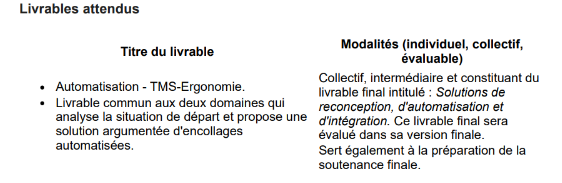 Livrables attendus
Titre du livrable
Modalités (individuel, collectif,
évaluable)
• Automatisation - TMS-Ergonomie.
• Livrable commun aux deux domaines qui
analyse la situation de départ et propose une
solution argumentée d'encollages
automatisées.
Collectif, intermédiaire et constituant du
livrable final intitulé : Solutions de
reconception, d'automatisation et
d'intégration. Ce livrable final sera
évalué dans sa version finale.
Sert également à la préparation de la
soutenance finale.